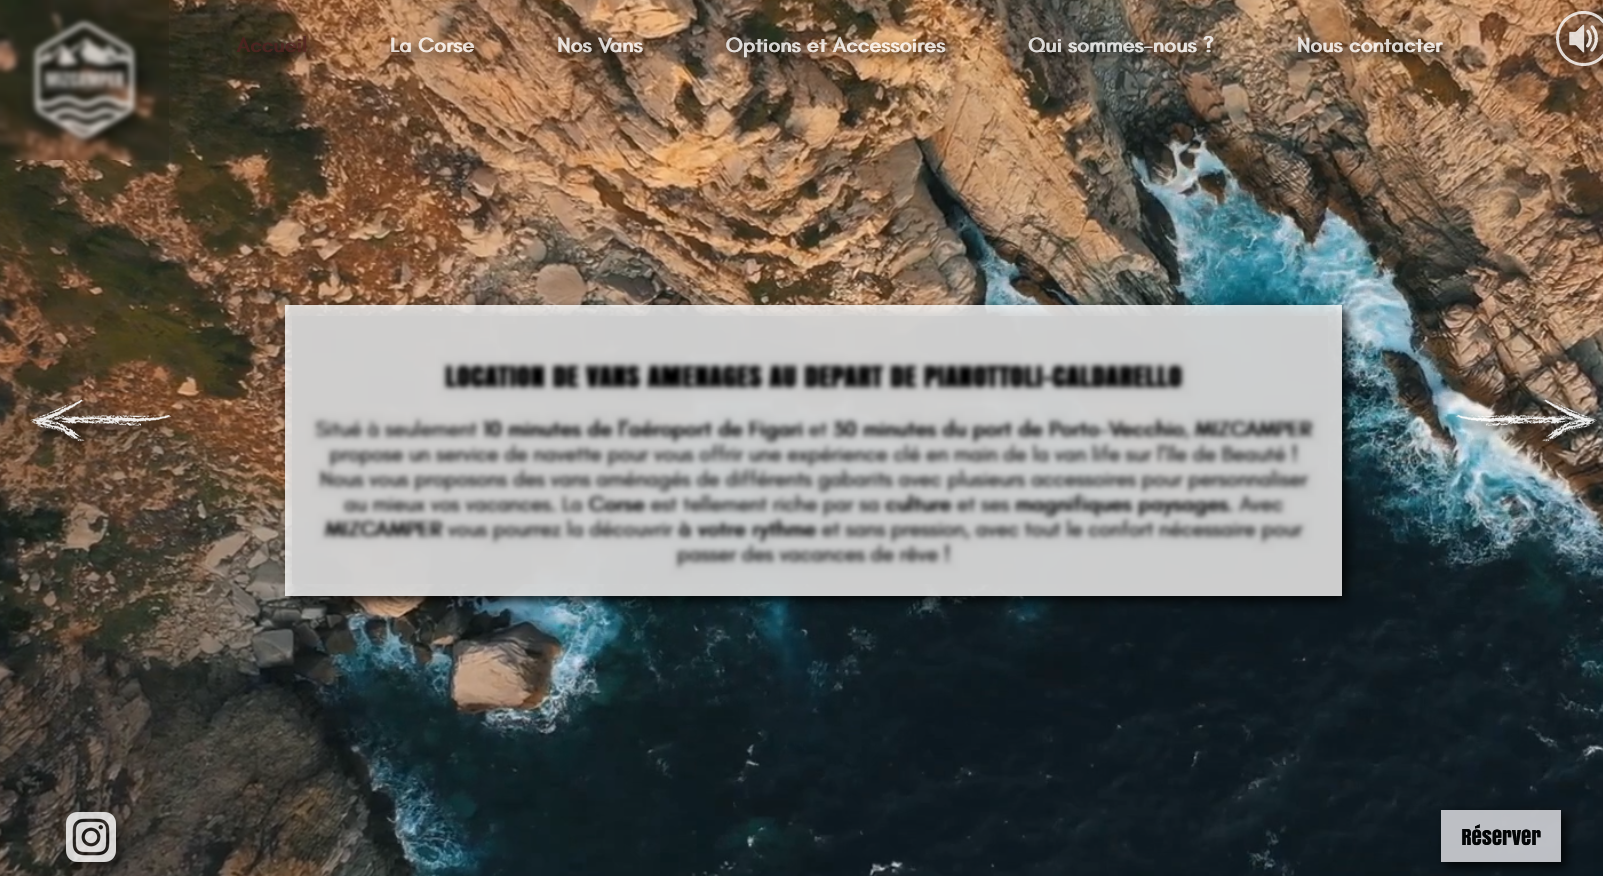 MIZCAMPER
Accueil
La Corse
Nos Vans
Options et Accessoires
Qui sommes-nous ?
Nous contacter
LOCATION DE VANS AMENAGES AU DEPART DE PIANOTTOLI-CALDARELLO
Situé à seulement 10 minutes de l'aéroport de Figari et 30 minutes du port de Porto-Vecchio, MIZCAMPER
propose un service de navette pour vous offrir une expérience clé en main de la van life sur l'île de Beauté !
Nous vous proposons des vans aménagés de différents gabarits avec plusieurs accessoires pour personnaliser
au mieux vos vacances. La Corse est tellement riche par sa culture et ses magnifiques paysages. Avec
MIZCAMPER vous pourrez la découvrir à votre rythme et sans pression, avec tout le confort nécessaire pour
passer des vacances de rêve !
Réserver